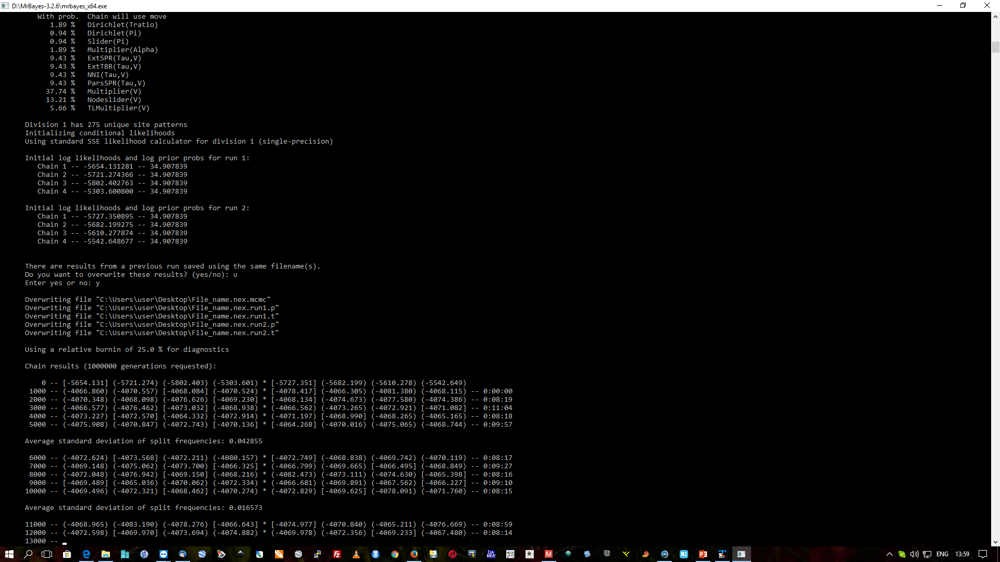 D:\MrBayes-3.2.6\mrbayes_x64.exe
With prob.  Chain will use move
1.89 %   Dirichlet(Tratio)
0.94 %   Dirichlet(Pi)
0.94 %   Slider(Pi)
1.89 %   Multiplier(Alpha)
9.43 %   ExtSPR(Tau,V)
9.43 %   ExtTBR(Tau,V)
9.43 %   NNI(Tau,V)
9.43 %   ParsSPR(Tau,V)
37.74 %   Multiplier(V)
13.21 %   Nodeslider(V)
5.66 %   TLMultiplier(V)
Division 1 has 275 unique site patterns
Initializing conditional likelihoods
Using standard SSE likelihood calculator for division 1 (single-precision)
Initial log likelihoods and log prior probs for run 1:
Chain 1 -- -5654.131281 -- 34.907839
Chain 2 -- -5721.274366 -- 34.907839
Chain 3 -- -5802.402763 -- 34.907839
Chain 4 -- -5303.600800 -- 34.907839
Initial log likelihoods and log prior probs for run 2:
Chain 1 -- -5727.350895 -- 34.907839
Chain 2 -- -5682.199275 -- 34.907839
Chain 3 -- -5610.277874 -- 34.907839
Chain 4 -- -5542.648677 -- 34.907839
There are results from a previous run saved using the same filename(s).
Do you want to overwrite these results? (yes/no): u
Enter yes or no: y
Overwriting file "C:\Users\user\Desktop\File_name.nex.mcmc"
Overwriting file "C:\Users\user\Desktop\File_name.nex.run1.p"
Overwriting file "C:\Users\user\Desktop\File_name.nex.run1.t"
Overwriting file "C:\Users\user\Desktop\File_name.nex.run2.p"
Overwriting file "C:\Users\user\Desktop\File_name.nex.run2.t"
Using a relative burnin of 25.0 % for diagnostics
Chain results (1000000 generations requested):
0 -- [-5654.131] (-5721.274) (-5802.403) (-5303.601) * [-5727.351] (-5682.199) (-5610.278) (-5542.649)
1000 -- (-4066.860) (-4070.557) [-4068.084] (-4070.524) * [-4078.417] (-4066.305) (-4081.380) (-4068.115) -- 0:00:00
2000 -- (-4070.348) (-4068.098) (-4076.626) [-4069.230] * [-4068.134] (-4074.673) (-4077.580) (-4074.386) -- 0:08:19
3000 -- (-4066.577) (-4076.462) [-4073.032] (-4068.938) * (-4066.562) (-4073.265) (-4072.921) [-4071.082] -- 0:11:04
4000 -- (-4073.227) [-4072.570] (-4064.332) (-4072.914) * (-4071.197) [-4068.990] (-4068.265) (-4065.165) -- 0:08:18
5000 -- (-4075.908) (-4070.847) (-4072.743) [-4070.136] * [-4064.268] (-4070.016) (-4075.065) (-4068.744) -- 0:09:57
Average standard deviation of split frequencies: 0.042855
6000 -- (-4072.624) [-4073.568] (-4072.211) (-4080.157) * [-4072.749] (-4068.838) (-4069.742) (-4070.119) -- 0:08:17
7000 -- (-4069.148) (-4075.062) (-4073.700) [-4066.325] * (-4066.799) (-4069.665) [-4066.495] (-4068.849) -- 0:09:27
8000 -- (-4072.048) (-4076.942) [-4069.150] (-4068.216) * (-4082.473) (-4073.111) (-4074.630) [-4065.398] -- 0:08:16
9000 -- [-4069.489] (-4065.036) (-4070.062) (-4072.334) * (-4066.681) (-4069.891) (-4067.562) [-4066.227] -- 0:09:10
10000 -- (-4069.496) (-4072.321) [-4068.462] (-4070.274) * (-4072.829) [-4069.625] (-4078.091) (-4071.760) -- 0:08:15
Average standard deviation of split frequencies: 0.016573
11000 -- (-4068.965) (-4083.190) (-4078.276) [-4066.643] * [-4074.977] (-4070.840) (-4065.211) (-4076.669) -- 0:08:59
12000 -- (-4072.598) [-4069.970] (-4073.694) (-4074.882) * (-4069.978) (-4072.356) [-4069.233] (-4067.480) -- 0:08:14
13000 --
ENG 13:59